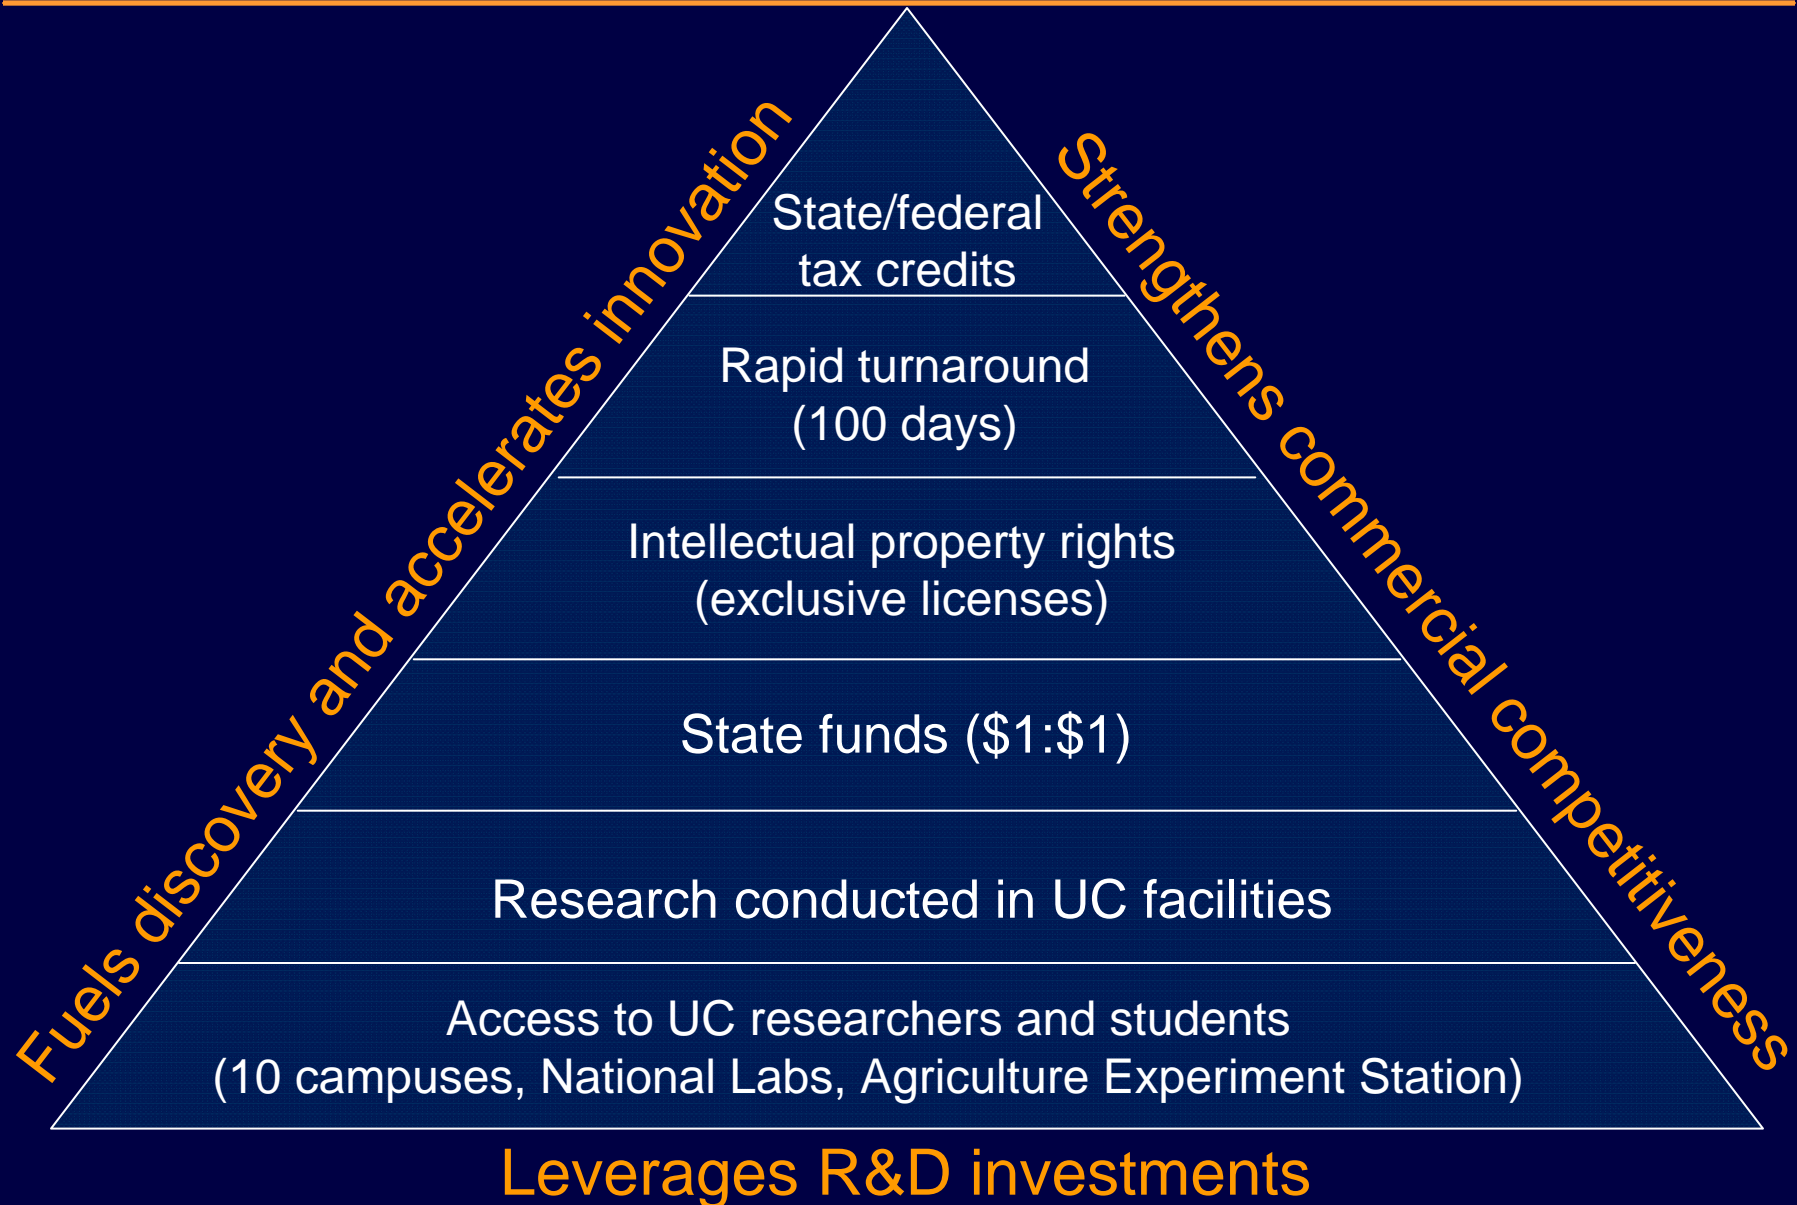 Fuels discovery and accelerates innovation
Strengthens commercial competitiveness
State/federal
tax credits
Rapid turnaround
(100 days)
Intellectual property rights
(exclusive licenses)
State funds ($1:$1)
Research conducted in UC facilities
Access to UC researchers and students
(10 campuses, National Labs, Agriculture Experiment Station)
Leverages R&D investments